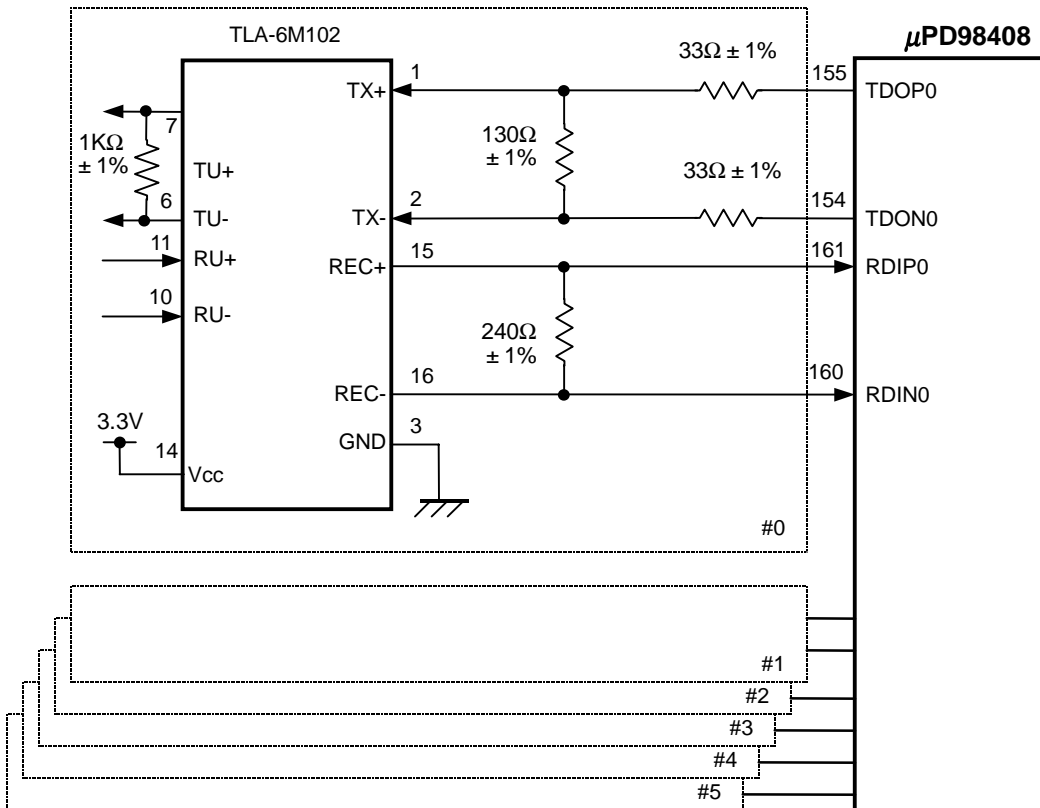 TLA-6M102
μPD98408
33Ω ± 1%
1
155
TX+
TDOP0
7
1KΩ
± 1%
130Ω
± 1%
TU+
33Ω ± 1%
6
2
154
TU-
TX-
TDON0
11
15
161
RU+
REC+
RDIP0
10
RU-
240Ω
± 1%
16
160
REC-
RDIN0
3.3V
3
14
GND
Vcc
#0
#1
#2
#3
#4
#5